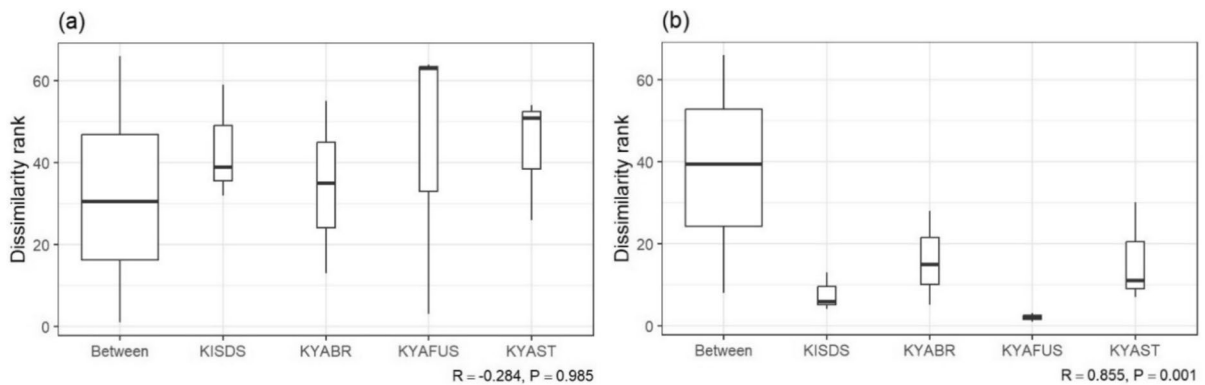 (a)
Dissimilarity rank
60
40
20
0
Between KISDS KYABR KYAFUS KYAST
R = -0.284, P = 0.985
(b)
Dissimilarity rank
60
40
20
0
Between KISDS KYABR KYAFUS KYAST
R = 0.855, P = 0.001